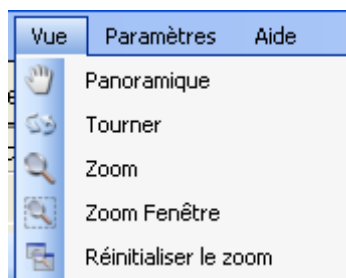 Vue Paramètres Aide
Panoramique
Tourner
Zoom
Zoom Fenêtre
Réinitialiser le zoom